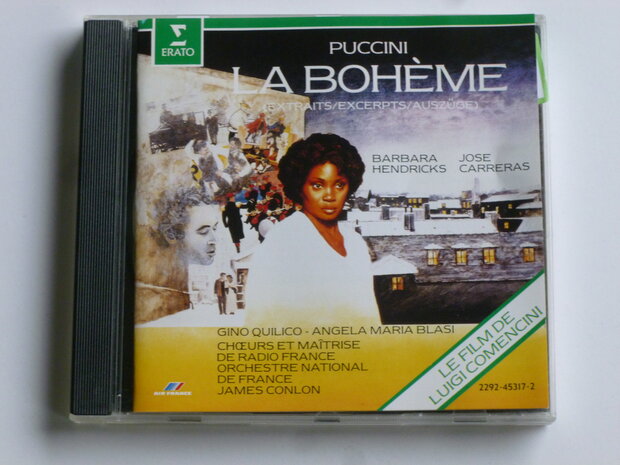 ERATO
PUCCINI
LA BOHÈME
(EXTRAITS/EXCERPTS/AUSZÜGE)
BARBARA HENDRICKS
JOSE CARRERAS
GINO QUILICO - ANGELA MARIA BLASI
CHŒURS ET MAÎTRISE
DE RADIO FRANCE
ORCHESTRE NATIONAL
DE FRANCE
JAMES CONLON
AIR FRANCE
LE FILM DE
LUIGI COMENCINI
2292-45317-2